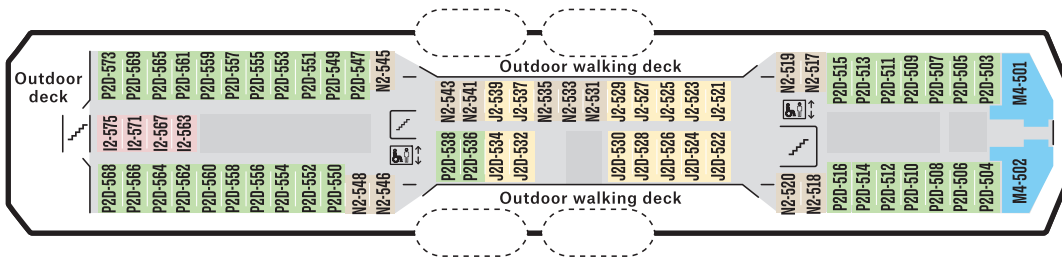 Outdoor
deck
P2D-573
P2D-569
P2D-565
P2D-561
P2D-559
P2D-557
P2D-555
P2D-553
P2D-551
P2D-549
P2D-547
N2-545
I2-575
I2-571
I2-567
I2-563
P2D-568
P2D-566
P2D-564
P2D-562
P2D-560
P2D-556
P2D-554
P2D-552
P2D-550
N2-548
N2-546
Outdoor walking deck
N2-543
N2-541
J2-539
J2-537
N2-535
N2-533
N2-531
J2-529
J2-527
J2-525
J2-523
J2-521
P2D-538
P2D-536
J2D-534
J2D-532
J2D-530
J2D-528
J2D-526
J2D-524
J2D-522
Outdoor walking deck
N2-519
N2-517
P2D-515
P2D-513
P2D-511
P2D-509
P2D-507
P2D-505
P2D-503
M4-501
N2-520
N2-518
P2D-516
P2D-514
P2D-512
P2D-510
P2D-508
P2D-506
P2D-504
M4-502